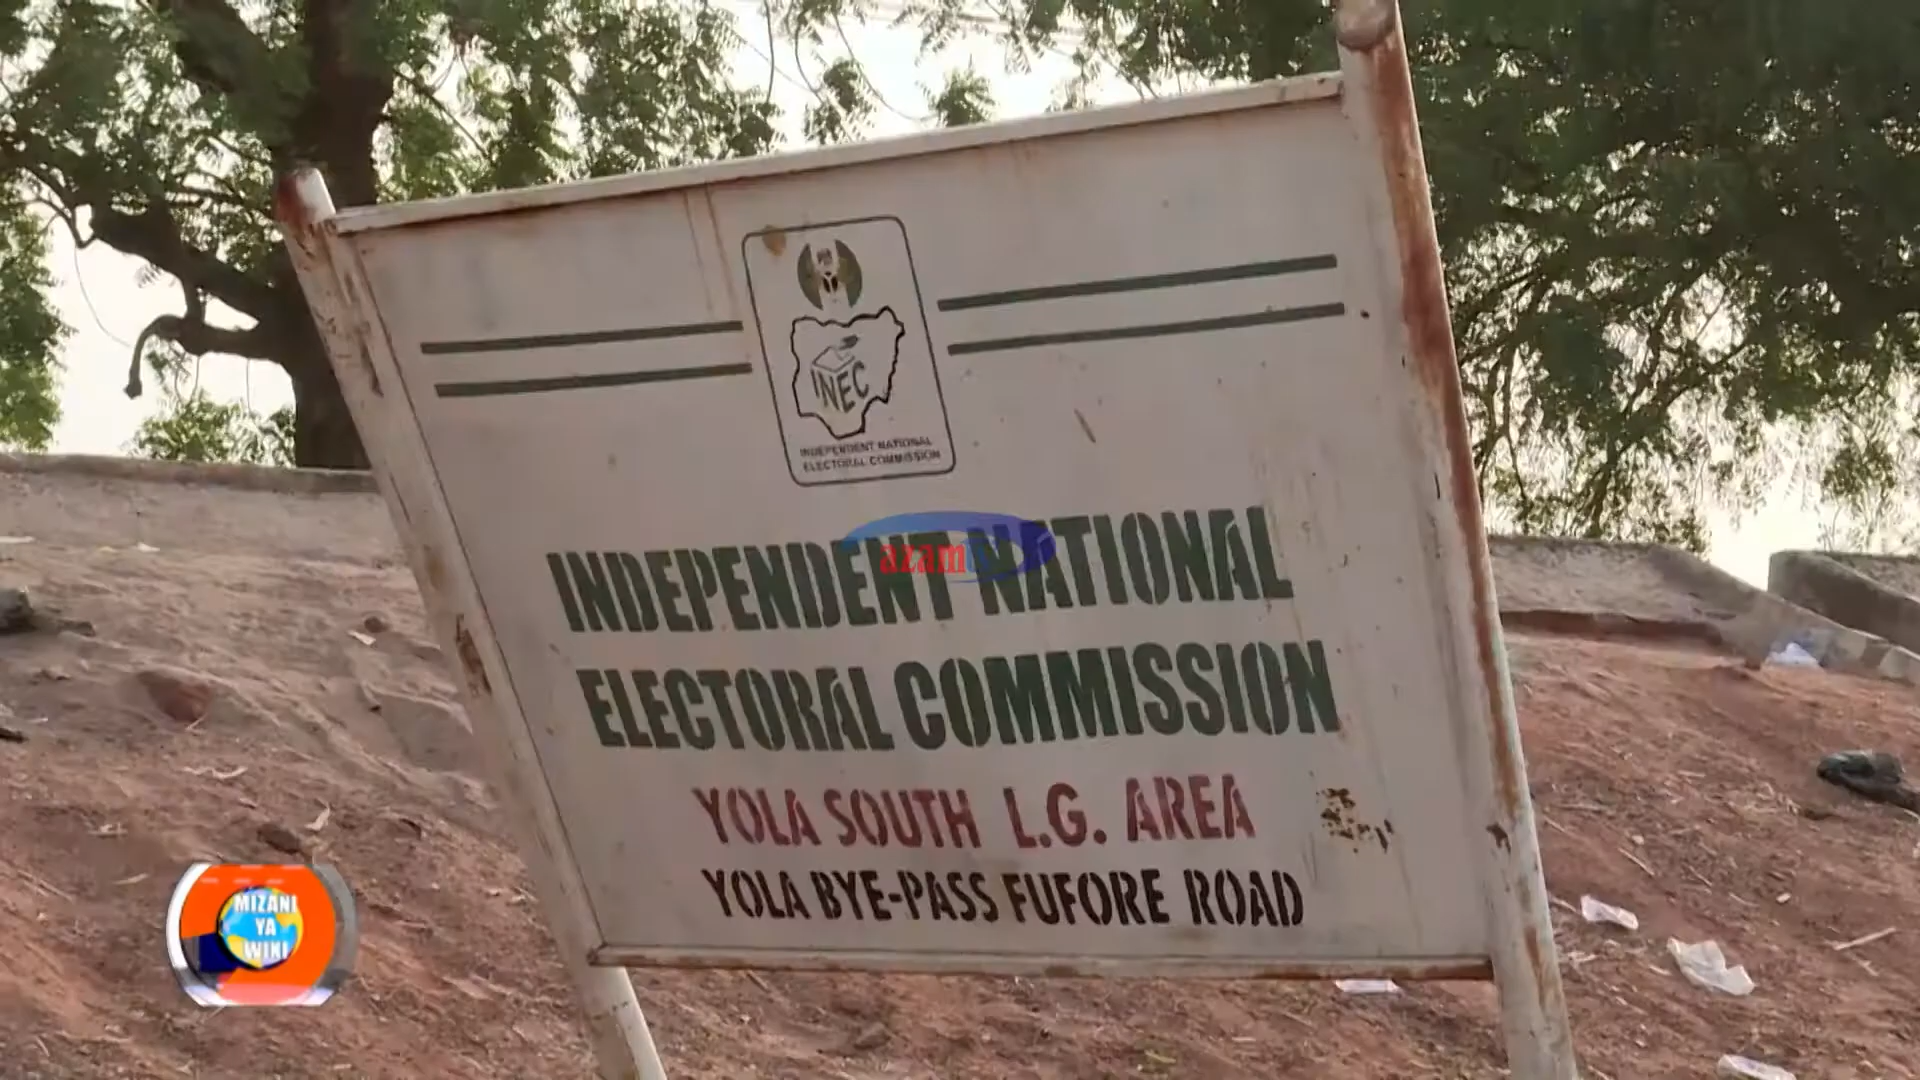 INEC
INDEPENDENT NATIONAL
ELECTORAL COMMISSION
INDEPENDENT NATIONAL
ELECTORAL COMMISSION
YOLA SOUTH L.G. AREA
YOLA BYE-PASS FUFORE ROAD
azam tv
MIZANI
YA
WIKI